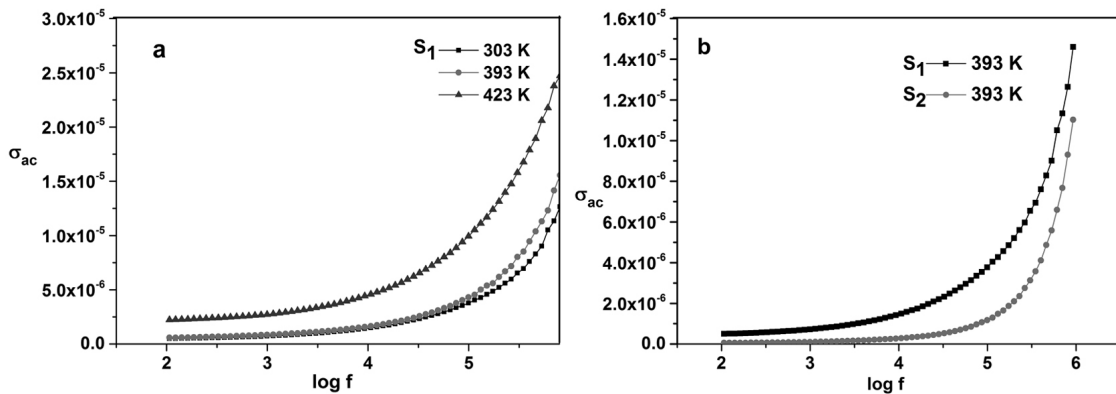 a
S1
303 K
393 K
423 K
3.0x10-5
2.5x10-5
2.0x10-5
1.5x10-5
1.0x10-5
5.0x10-6
0.0
σac
2
3
4
5
log f
b
S1 393 K
S2 393 K
1.6x10-5
1.4x10-5
1.2x10-5
1.0x10-5
8.0x10-6
6.0x10-6
4.0x10-6
2.0x10-6
0.0
σac
2
3
4
5
6
log f